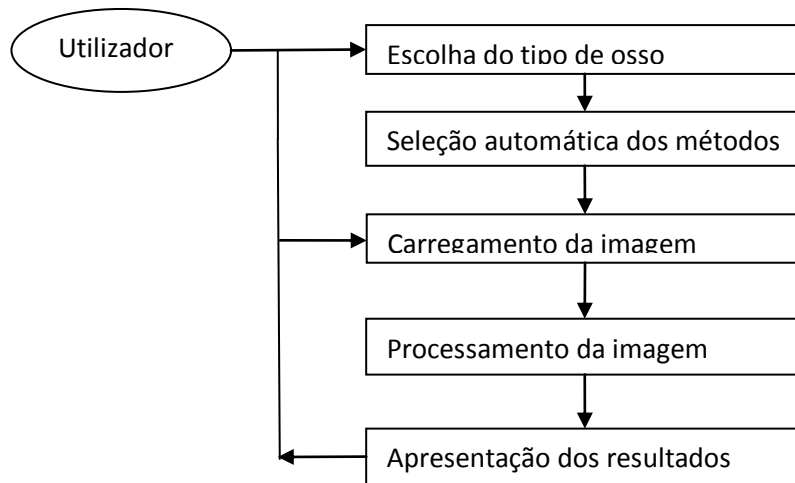 Utilizador
Escolha do tipo de osso
Seleção automática dos métodos
Carregamento da imagem
Processamento da imagem
Apresentação dos resultados